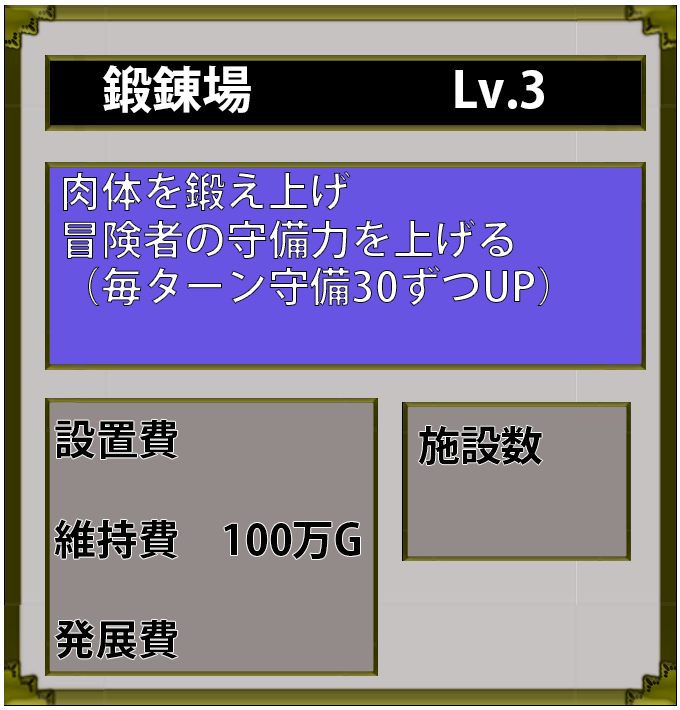 鍛錬場 Lv.3
肉体を鍛え上げ
冒険者の守備力を上げる
（毎ターン守備30ずつUP）
設置費
維持費 100万G
発展費
施設数